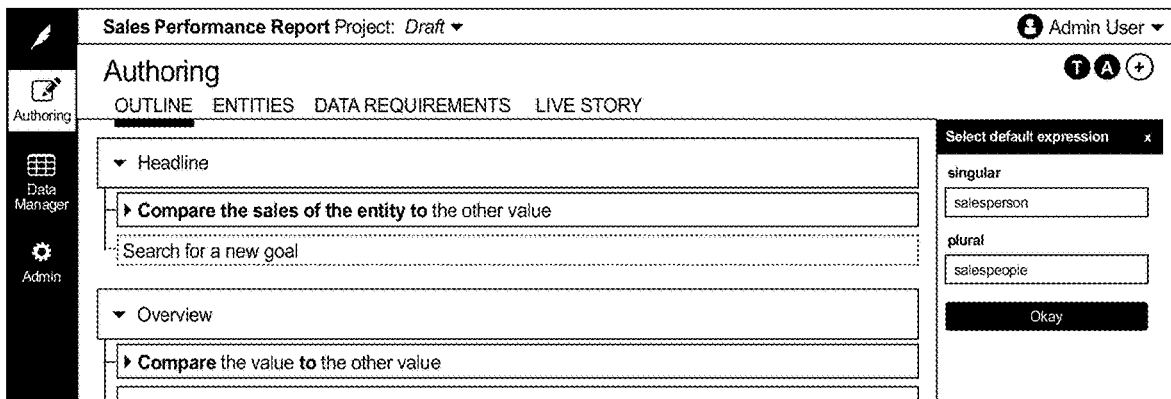 Sales Performance Report Project: Draft
Admin User
Authoring
T A +
Authoring
OUTLINE ENTITIES DATA REQUIREMENTS LIVE STORY
Select default expression x
Headline
singular
Data
Manager
salesperson
Compare the sales of the entity to the other value
plural
Search for a new goal
salespeople
Admin
Okay
Overview
Compare the value to the other value